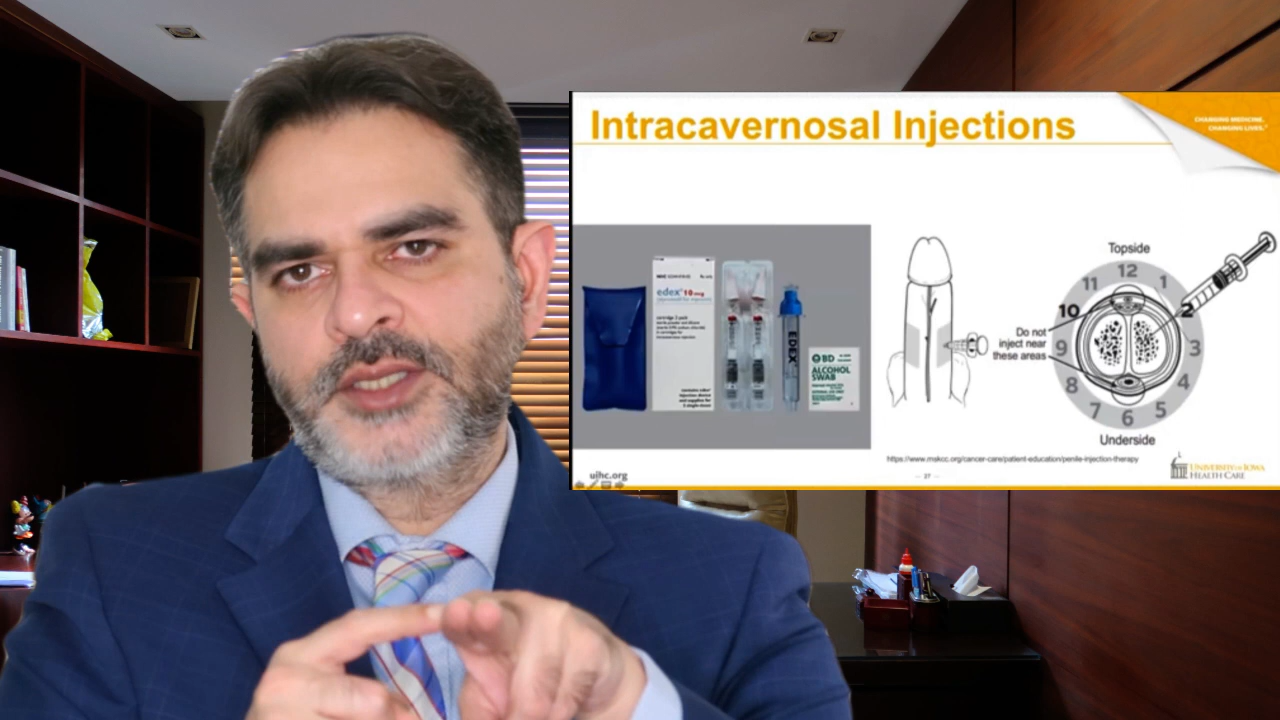 Intracavernosal Injections
CHANGING MEDICINE.
CHANGING LIVES.®
edex® 10 mcg
EDEX
BD
ALCOHOL
SWAB
Topside
12
11
1
10
2
Do not
inject near
these areas
9
3
8
4
7
5
6
Underside
https://www.mskcc.org/cancer-care/patient-education/penile-injection-therapy
uihc.org
27
UNIVERSITY OF IOWA
HEALTH CARE